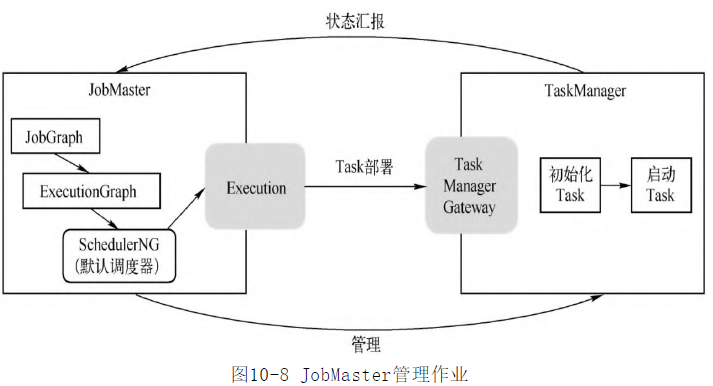 状态汇报
JobMaster
JobGraph
ExecutionGraph
SchedulerNG
(默认调度器)
Execution
Task部署
Task
Manager
Gateway
TaskManager
初始化
Task
启动
Task
管理
图10-8 JobMaster管理作业